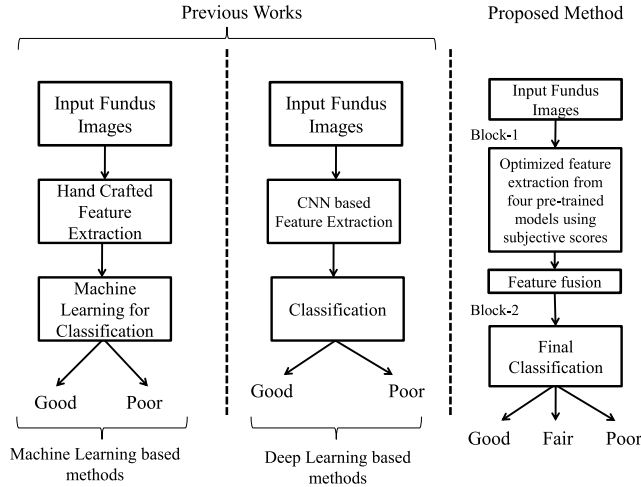 Previous Works
Input Fundus
Images
Hand Crafted
Feature
Extraction
Machine
Learning for
Classification
Good
Poor
Machine Learning based
methods
Input Fundus
Images
CNN based
Feature Extraction
Classification
Good
Poor
Deep Learning based
methods
Proposed Method
Input Fundus
Images
Block-1
Optimized feature
extraction from
four pre-trained
models using
subjective scores
Feature fusion
Block-2
Final
Classification
Good
Fair
Poor